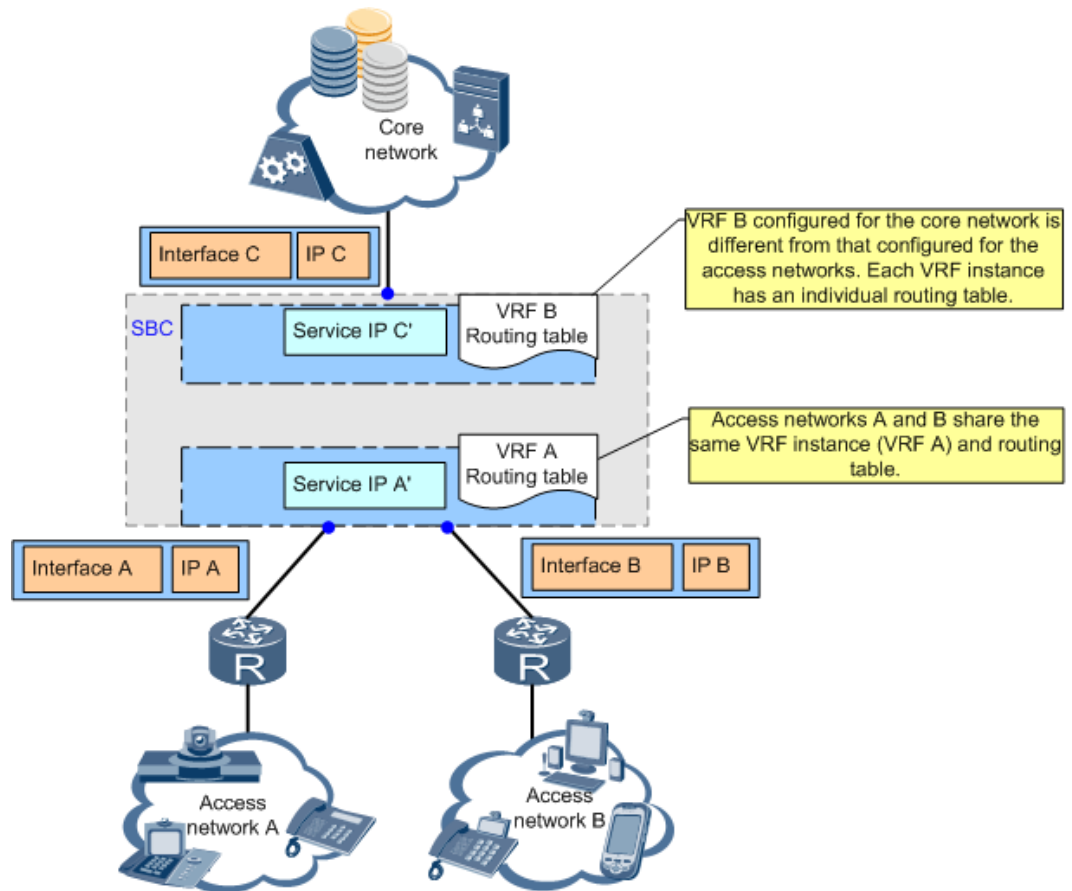 Core
network
Interface C
IP C
VRF B configured for the core network is
different from that configured for the
access networks. Each VRF instance
has an individual routing table.
SBC
Service IP C'
VRF B
Routing table
Access networks A and B share the
same VRF instance (VRF A) and routing
table.
Service IP A'
VRF A
Routing table
Interface A
IP A
Interface B
IP B
R
R
Access
network A
Access
network B